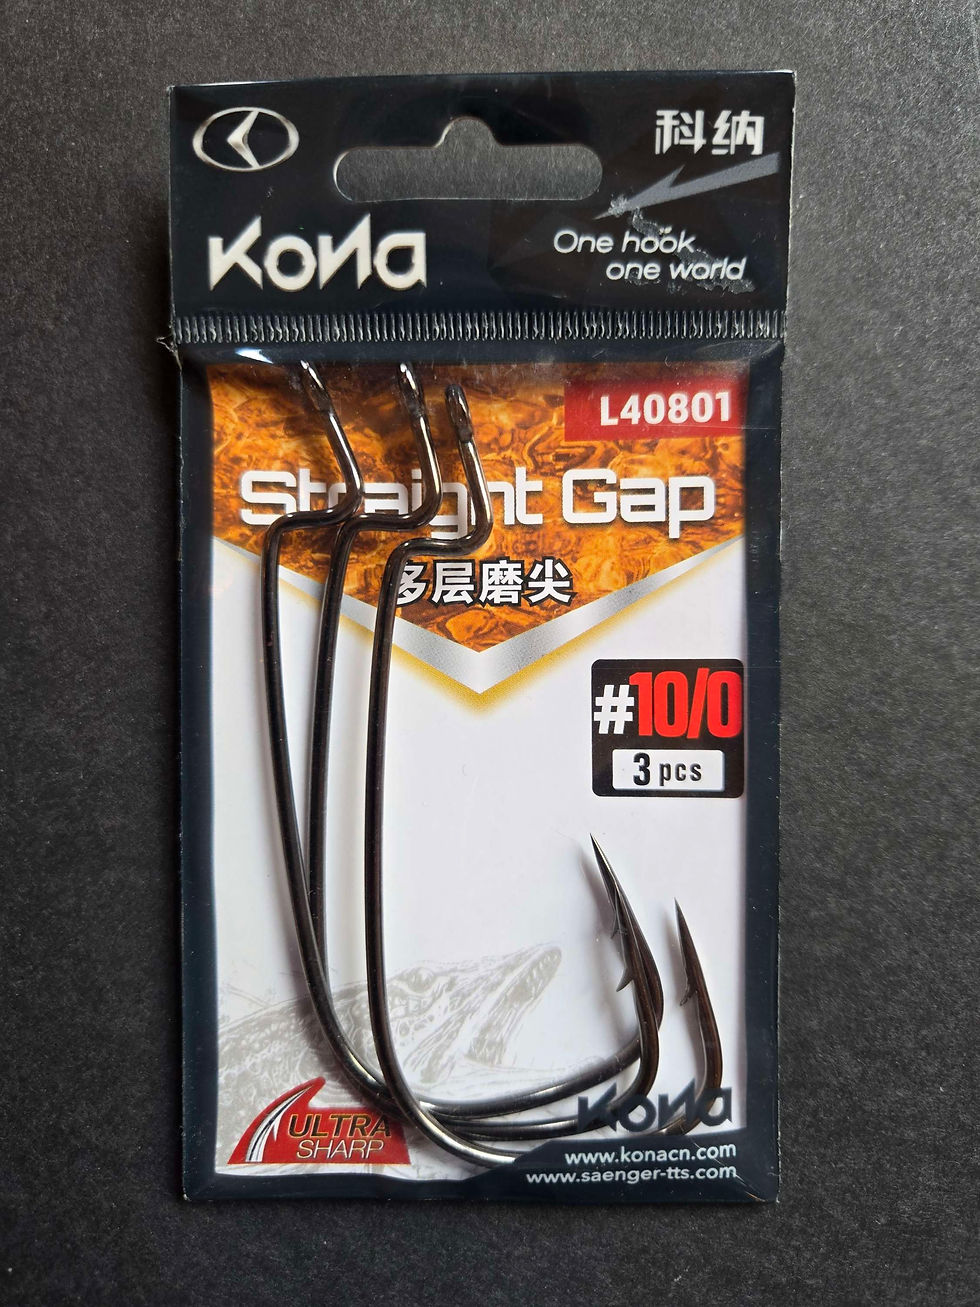 科纳
KONA
One hook
one world
L40801
Straight Gap
多层磨尖
#10/0
3 pcs
ULTRA
SHARP
KONA
www.konacn.com
www.saenger-tts.com